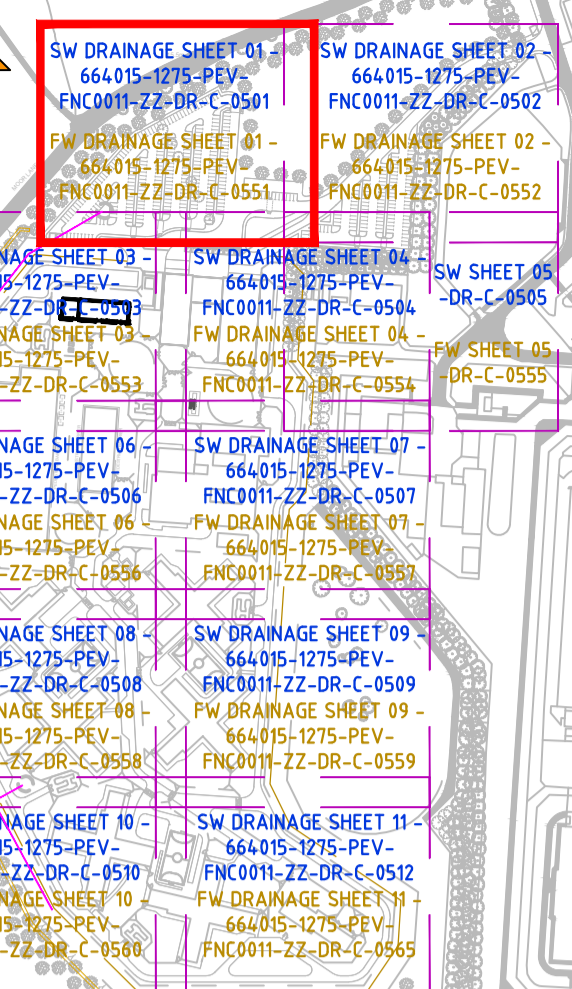 SW DRAINAGE SHEET 01 -
664015-1275-PEV-
FNC0011-ZZ-DR-C-0501
FW DRAINAGE SHEET 01 -
664015-1275-PEV-
FNC0011-ZZ-DR-C-0551
SW DRAINAGE SHEET 02 -
664015-1275-PEV-
FNC0011-ZZ-DR-C-0502
FW DRAINAGE SHEET 02 -
664015-1275-PEV-
FNC0011-ZZ-DR-C-0552
NAGE SHEET 03 -
15-1275-PEV-
-ZZ-DR-C-0503
NAGE SHEET 03 -
15-1275-PEV-
-ZZ-DR-C-0553
SW DRAINAGE SHEET 04 -
664015-1275-PEV-
FNC0011-ZZ-DR-C-0504
FW DRAINAGE SHEET 04 -
664015-1275-PEV-
FNC0011-ZZ-DR-C-0554
SW SHEET 05
-DR-C-0505
FW SHEET 05
-DR-C-0555
NAGE SHEET 06 -
15-1275-PEV-
-ZZ-DR-C-0506
NAGE SHEET 06 -
15-1275-PEV-
-ZZ-DR-C-0556
SW DRAINAGE SHEET 07 -
664015-1275-PEV-
FNC0011-ZZ-DR-C-0507
FW DRAINAGE SHEET 07 -
664015-1275-PEV-
FNC0011-ZZ-DR-C-0557
NAGE SHEET 08 -
15-1275-PEV-
-ZZ-DR-C-0508
NAGE SHEET 08 -
15-1275-PEV-
-ZZ-DR-C-0558
SW DRAINAGE SHEET 09 -
664015-1275-PEV-
FNC0011-ZZ-DR-C-0509
FW DRAINAGE SHEET 09 -
664015-1275-PEV-
FNC0011-ZZ-DR-C-0559
NAGE SHEET 10 -
15-1275-PEV-
-ZZ-DR-C-0510
NAGE SHEET 10 -
15-1275-PEV-
-ZZ-DR-C-0560
SW DRAINAGE SHEET 11 -
664015-1275-PEV-
FNC0011-ZZ-DR-C-0512
FW DRAINAGE SHEET 11 -
664015-1275-PEV-
FNC0011-ZZ-DR-C-0565